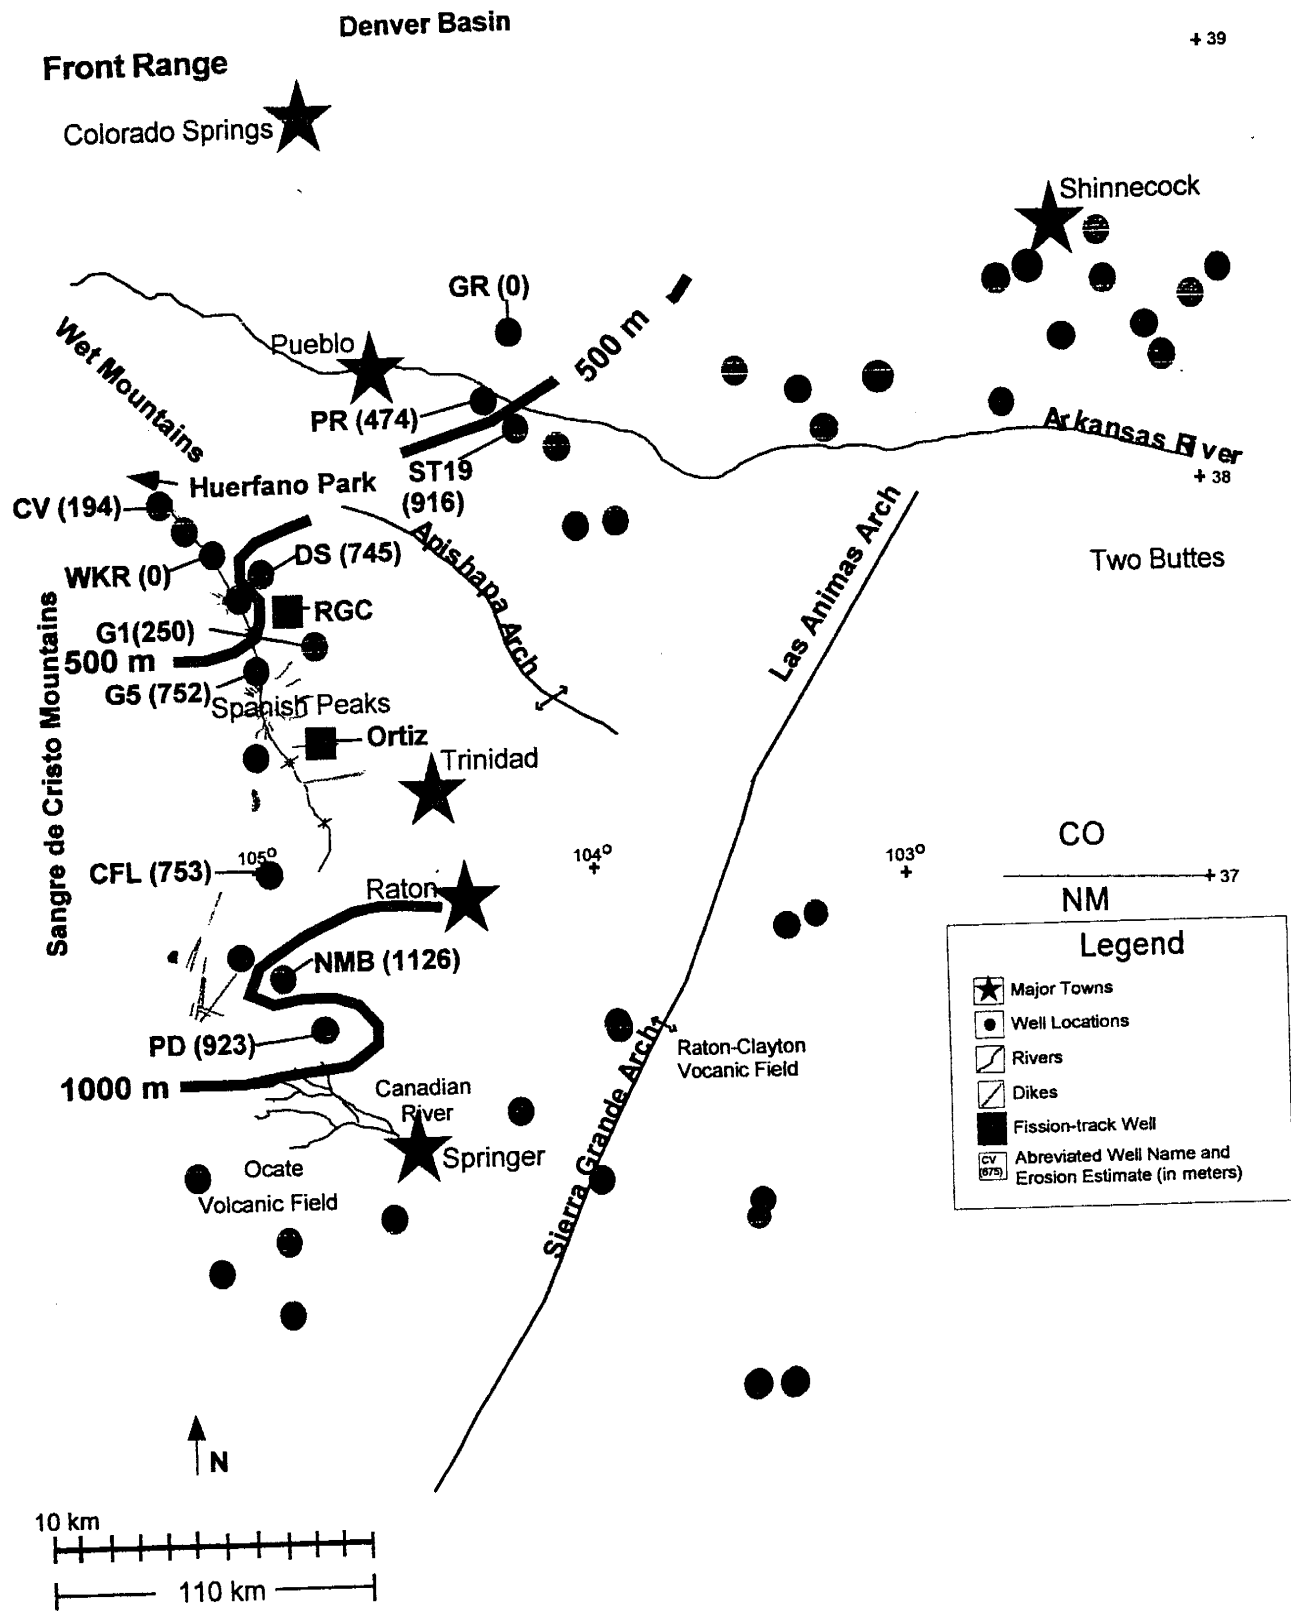 Denver Basin
+ 39
Front Range
Colorado Springs
Shinnecock
GR (0)
500 m
Wet Mountains
Pueblo
PR (474)
Arkansas River
+ 38
ST19
(916)
Huerfano Park
CV (194)
Apishapa Arch
Las Animas Arch
DS (745)
Two Buttes
WKR (0)
RGC
G1(250)
500 m
G5 (752)
Spanish Peaks
Sangre de Cristo Mountains
Ortiz
Trinidad
CO
105o
104o
103o
CFL (753)
+ 37
Raton
NM
NMB (1126)
PD (923)
Raton-Clayton
Vocanic Field
1000 m
Canadian
River
Sierra Grande Arch
Springer
Ocate
Volcanic Field
Legend
Major Towns
Well Locations
Rivers
Dikes
Fission-track Well
CV
(675)
Abreviated Well Name and
Erosion Estimate (in meters)
N
10 km
110 km